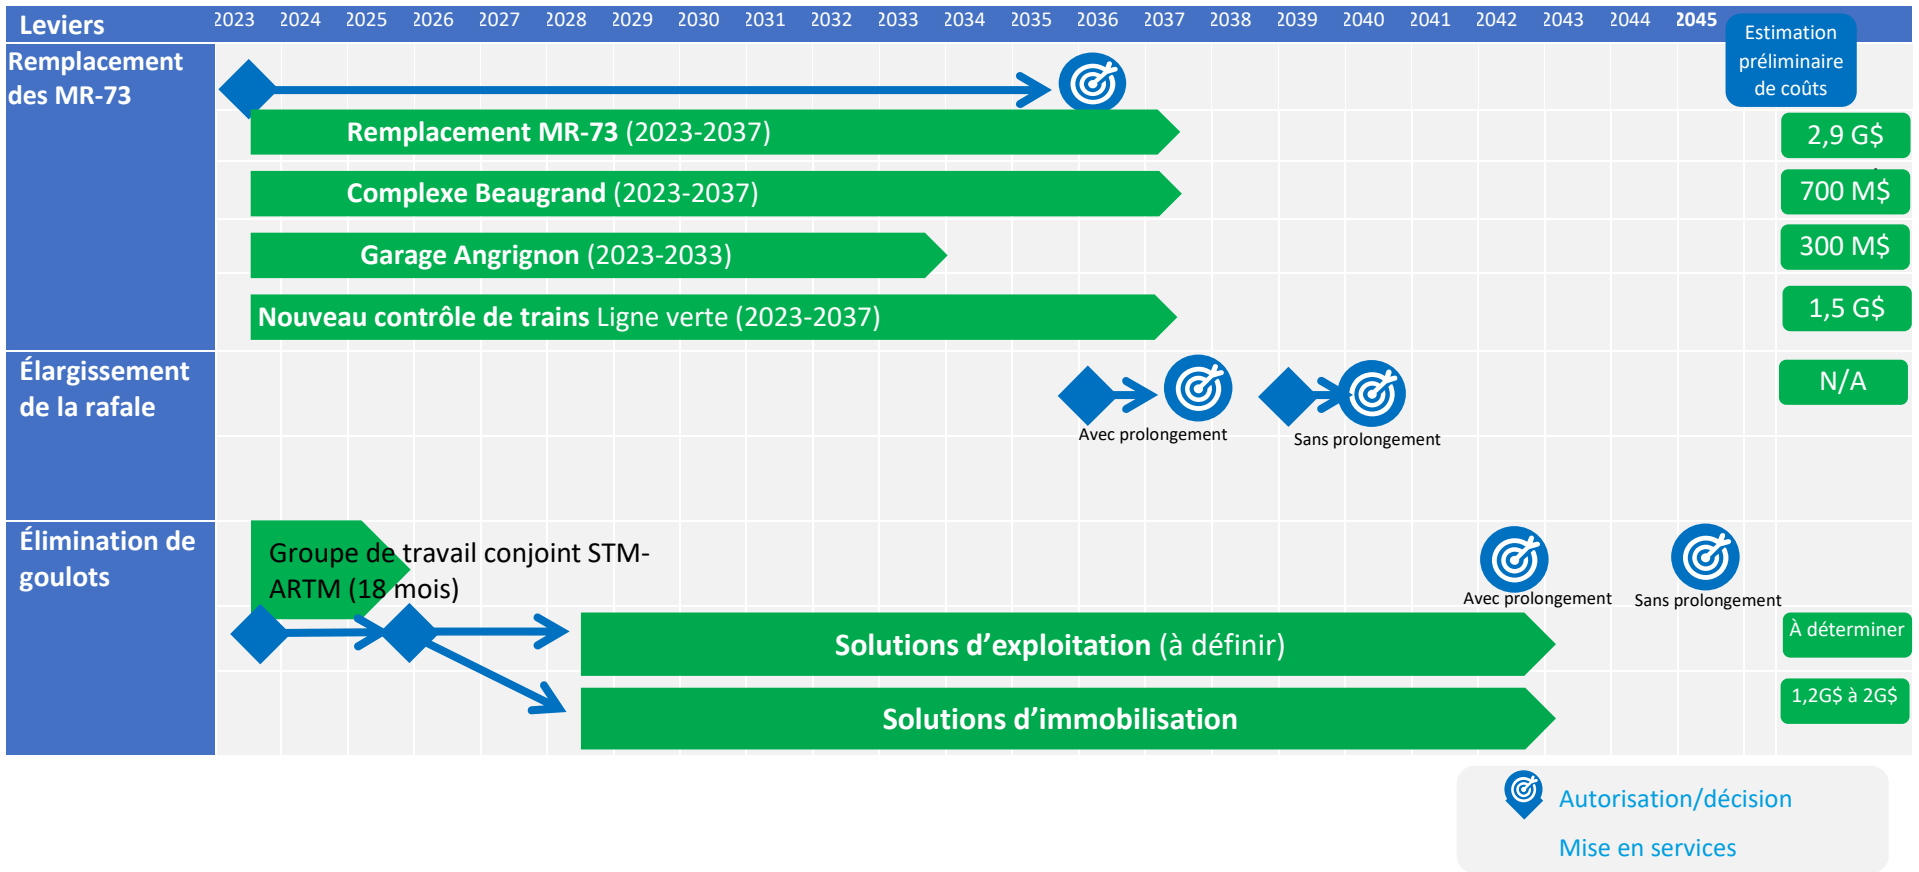 Leviers
2023 2024 2025 2026 2027 2028 2029 2030 2031 2032 2033 2034 2035 2036 2037 2038 2039 2040 2041 2042 2043 2044 2045
Estimation
préliminaire
de coûts
Remplacement
des MR-73
Remplacement MR-73 (2023-2037)
2,9 G$
Complexe Beaugrand (2023-2037)
700 M$
Garage Angrignon (2023-2033)
300 M$
Nouveau contrôle de trains Ligne verte (2023-2037)
1,5 G$
Élargissement
de la rafale
Avec prolongement
Sans prolongement
N/A
Élimination de
goulots
Groupe de travail conjoint STM-
ARTM (18 mois)
Avec prolongement
Sans prolongement
Solutions d’exploitation (à définir)
À déterminer
Solutions d’immobilisation
1,2G$ à 2G$
Autorisation/décision
Mise en services